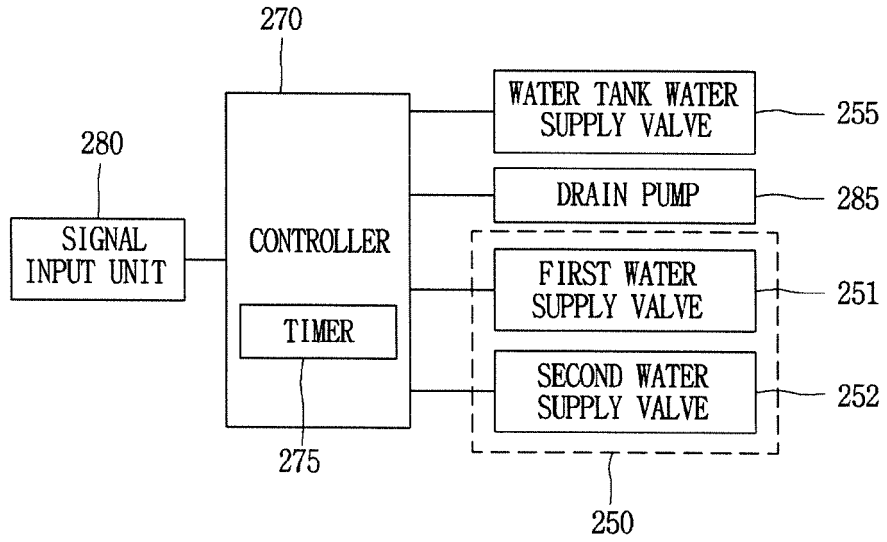 270
WATER TANK WATER
SUPPLY VALVE
255
280
DRAIN PUMP
285
SIGNAL
INPUT UNIT
CONTROLLER
FIRST WATER
SUPPLY VALVE
251
TIMER
SECOND WATER
SUPPLY VALVE
252
275
250